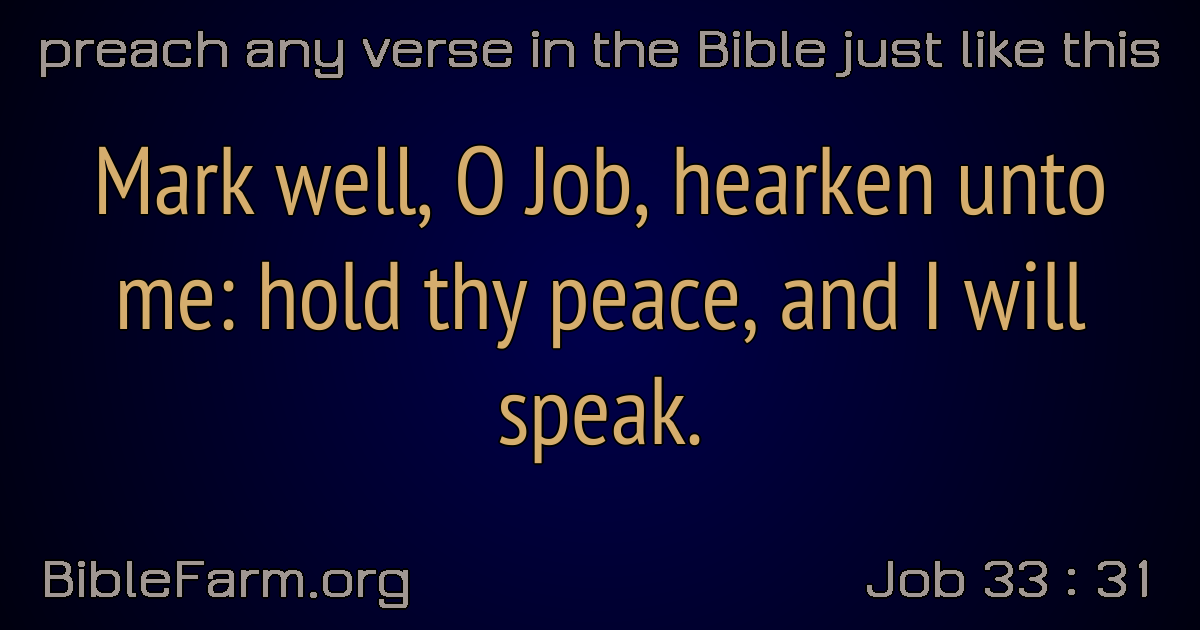 preach any verse in the Bible just like this
Mark well, O Job, hearken unto
me: hold thy peace, and I will
speak.
BibleFarm.org
Job 33 : 31